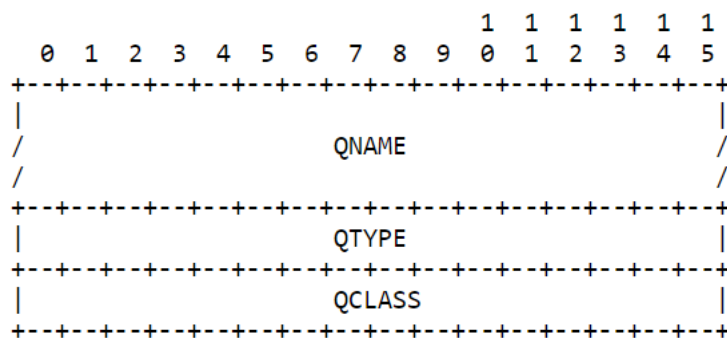 1  1  1  1  1  1
  0  1  2  3  4  5  6  7  8  9  0  1  2  3  4  5
+--+--+--+--+--+--+--+--+--+--+--+--+--+--+--+--+
|                                               |
/                     QNAME                     /
/                                               /
+--+--+--+--+--+--+--+--+--+--+--+--+--+--+--+--+
|                     QTYPE                     |
+--+--+--+--+--+--+--+--+--+--+--+--+--+--+--+--+
|                     QCLASS                    |
+--+--+--+--+--+--+--+--+--+--+--+--+--+--+--+--+